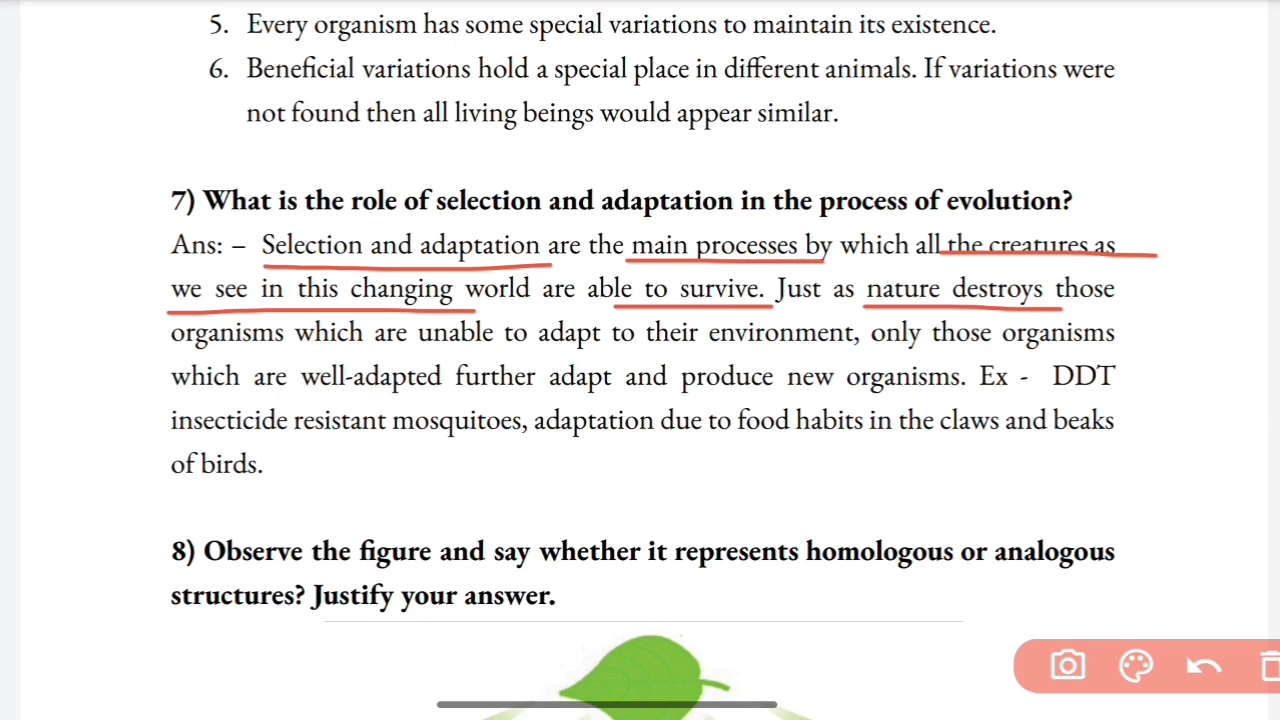 5. Every organism has some special variations to maintain its existence.
6. Beneficial variations hold a special place in different animals. If variations were
not found then all living beings would appear similar.
7) What is the role of selection and adaptation in the process of evolution?
Ans: – Selection and adaptation are the main processes by which all the creatures as
we see in this changing world are able to survive. Just as nature destroys those
organisms which are unable to adapt to their environment, only those organisms
which are well-adapted further adapt and produce new organisms. Ex - DDT
insecticide resistant mosquitoes, adaptation due to food habits in the claws and beaks
of birds.
8) Observe the figure and say whether it represents homologous or analogous
structures? Justify your answer.